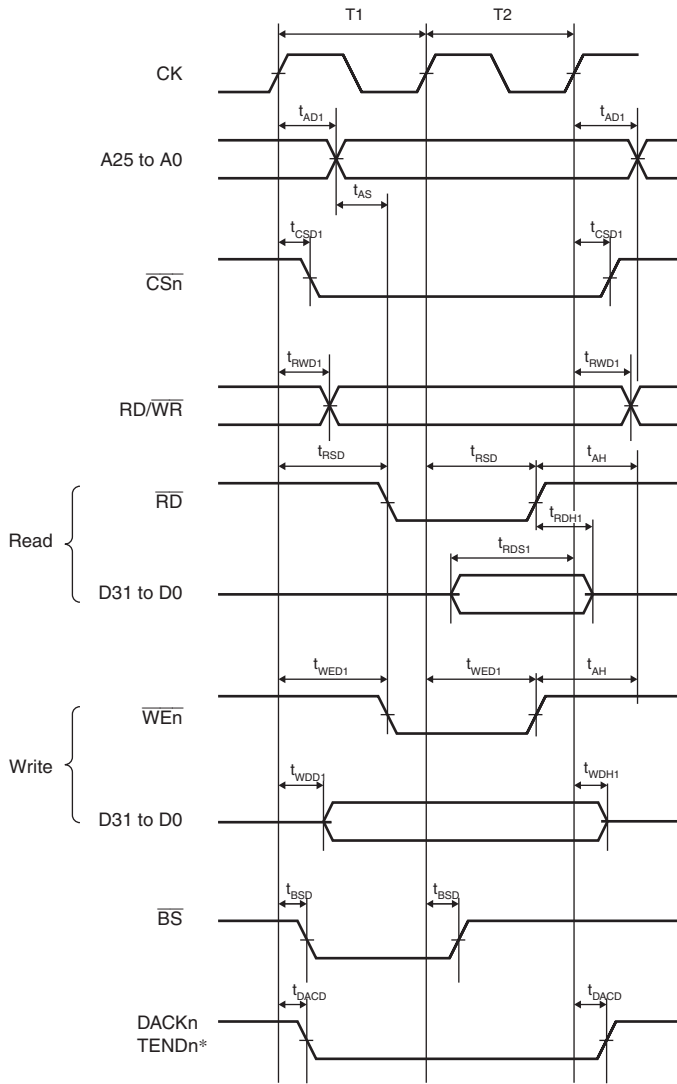 T1 T2
CK
tAD1 tAD1
A25 to A0
tAS
tCSD1 tCSD1
CSn
tRWD1 tRWD1
RD/WR
tRSD tRSD tAH
RD
tRDH1
Read
tRDS1
D31 to D0
tWED1 tWED1 tAH
WEn
Write
tWDD1 tWDH1
D31 to D0
tBSD tBSD
BS
tDACD tDACD
DACKn
TENDn*